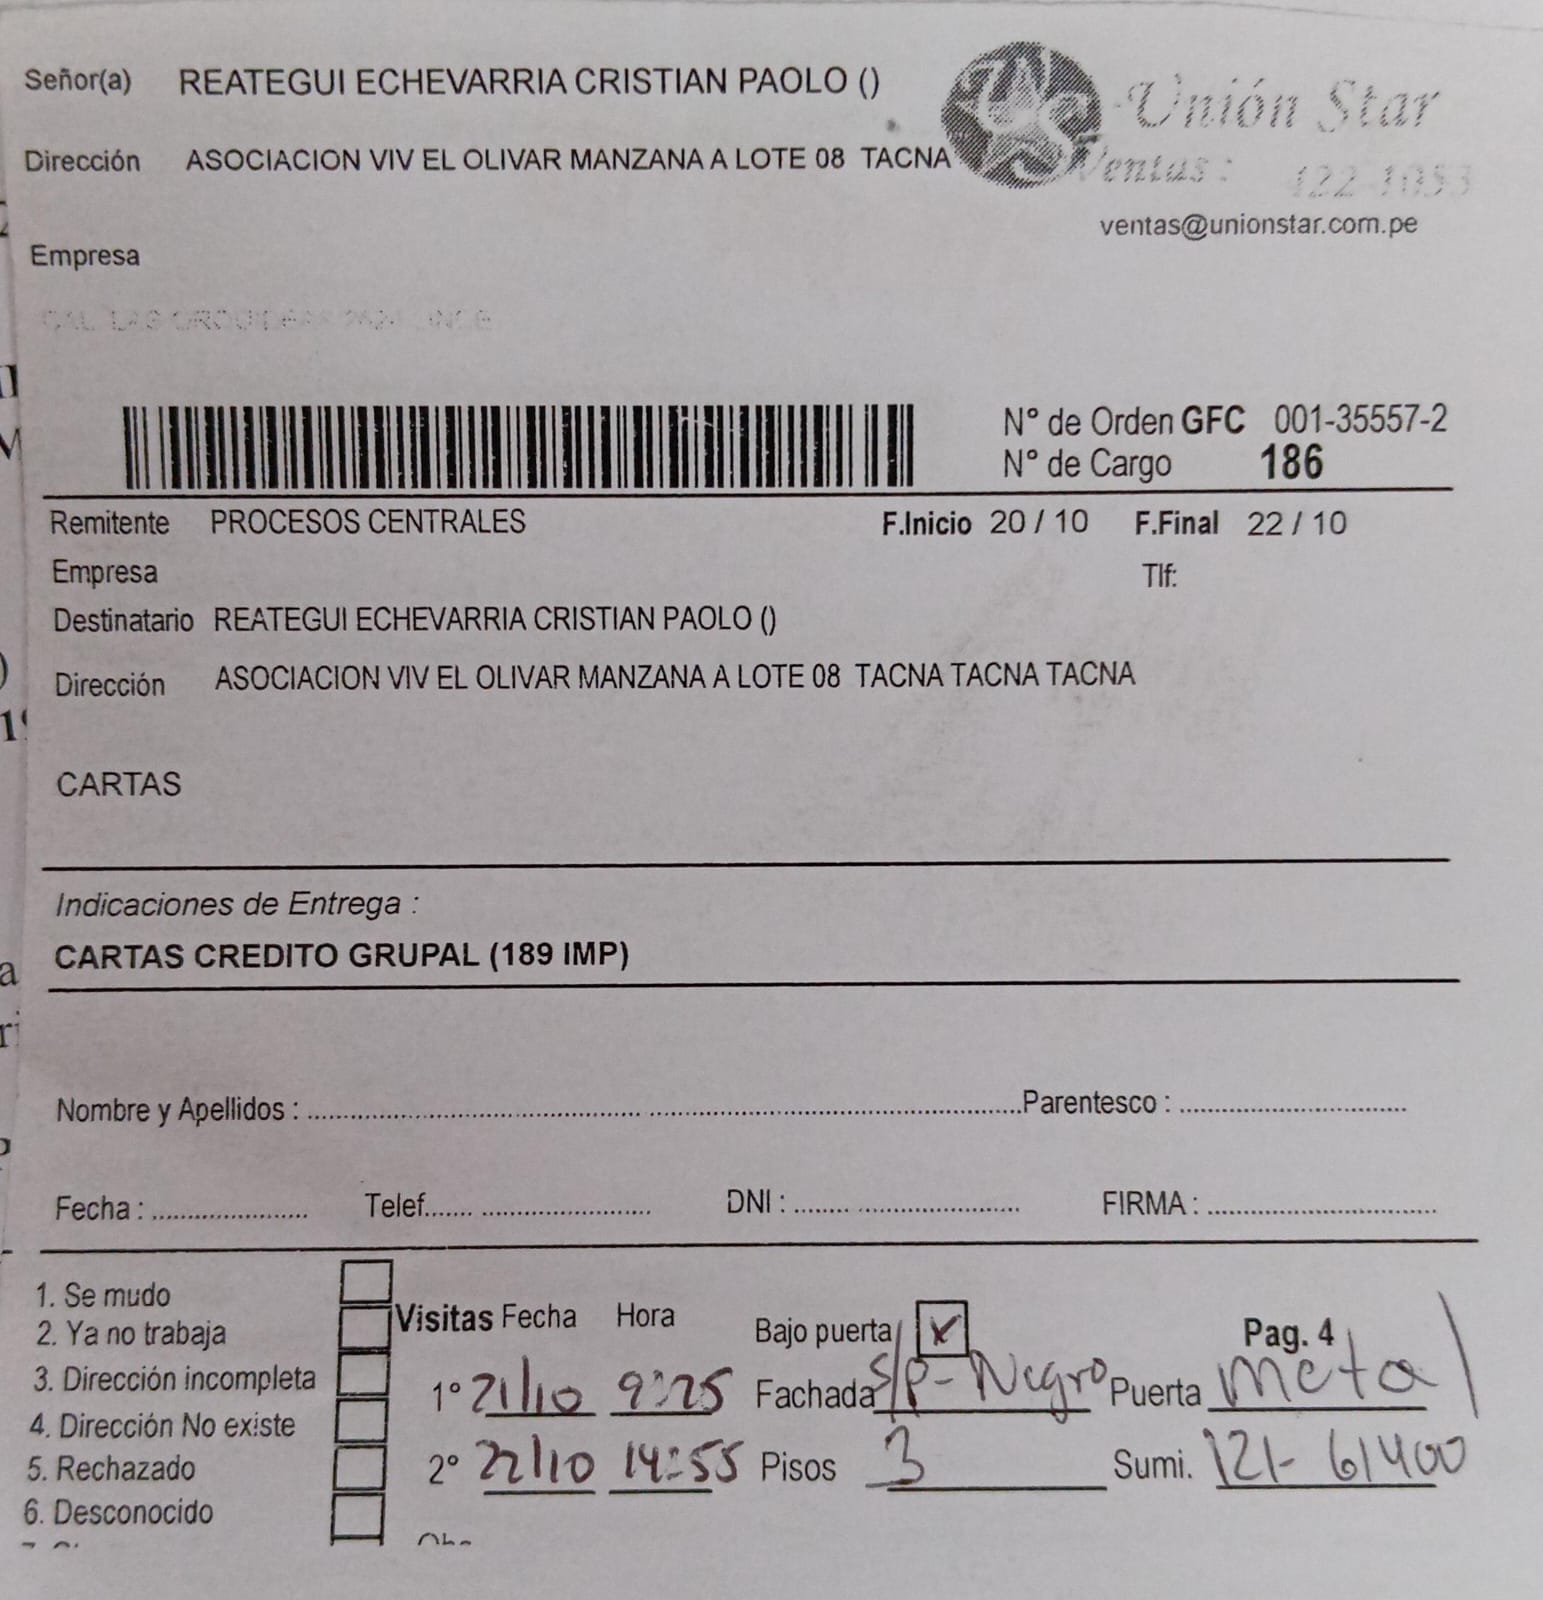 Señor(a) REATEGUI ECHEVARRIA CRISTIAN PAOLO ()
Unión Star
Dirección ASOCIACION VIV EL OLIVAR MANZANA A LOTE 08 TACNA
Ventas : 422-1053
ventas@unionstar.com.pe
Empresa
CAL LAS ORQUIDEAS LINCE
N° de Orden GFC 001-35557-2
N° de Cargo 186
Remitente PROCESOS CENTRALES F.Inicio 20 / 10 F.Final 22 / 10
Empresa Tlf:
Destinatario REATEGUI ECHEVARRIA CRISTIAN PAOLO ()
Dirección ASOCIACION VIV EL OLIVAR MANZANA A LOTE 08 TACNA TACNA TACNA
CARTAS
Indicaciones de Entrega :
CARTAS CREDITO GRUPAL (189 IMP)
Nombre y Apellidos : Parentesco :
Fecha : Telef. DNI : FIRMA :
1. Se mudo
2. Ya no trabaja
3. Dirección incompleta
4. Dirección No existe
5. Rechazado
6. Desconocido
Visitas Fecha Hora Bajo puerta Pag. 4
1° 21/10 9:25 Fachada S/P- Negro Puerta metal
2° 22/10 14:55 Pisos 3 Sumi. 121- 61400